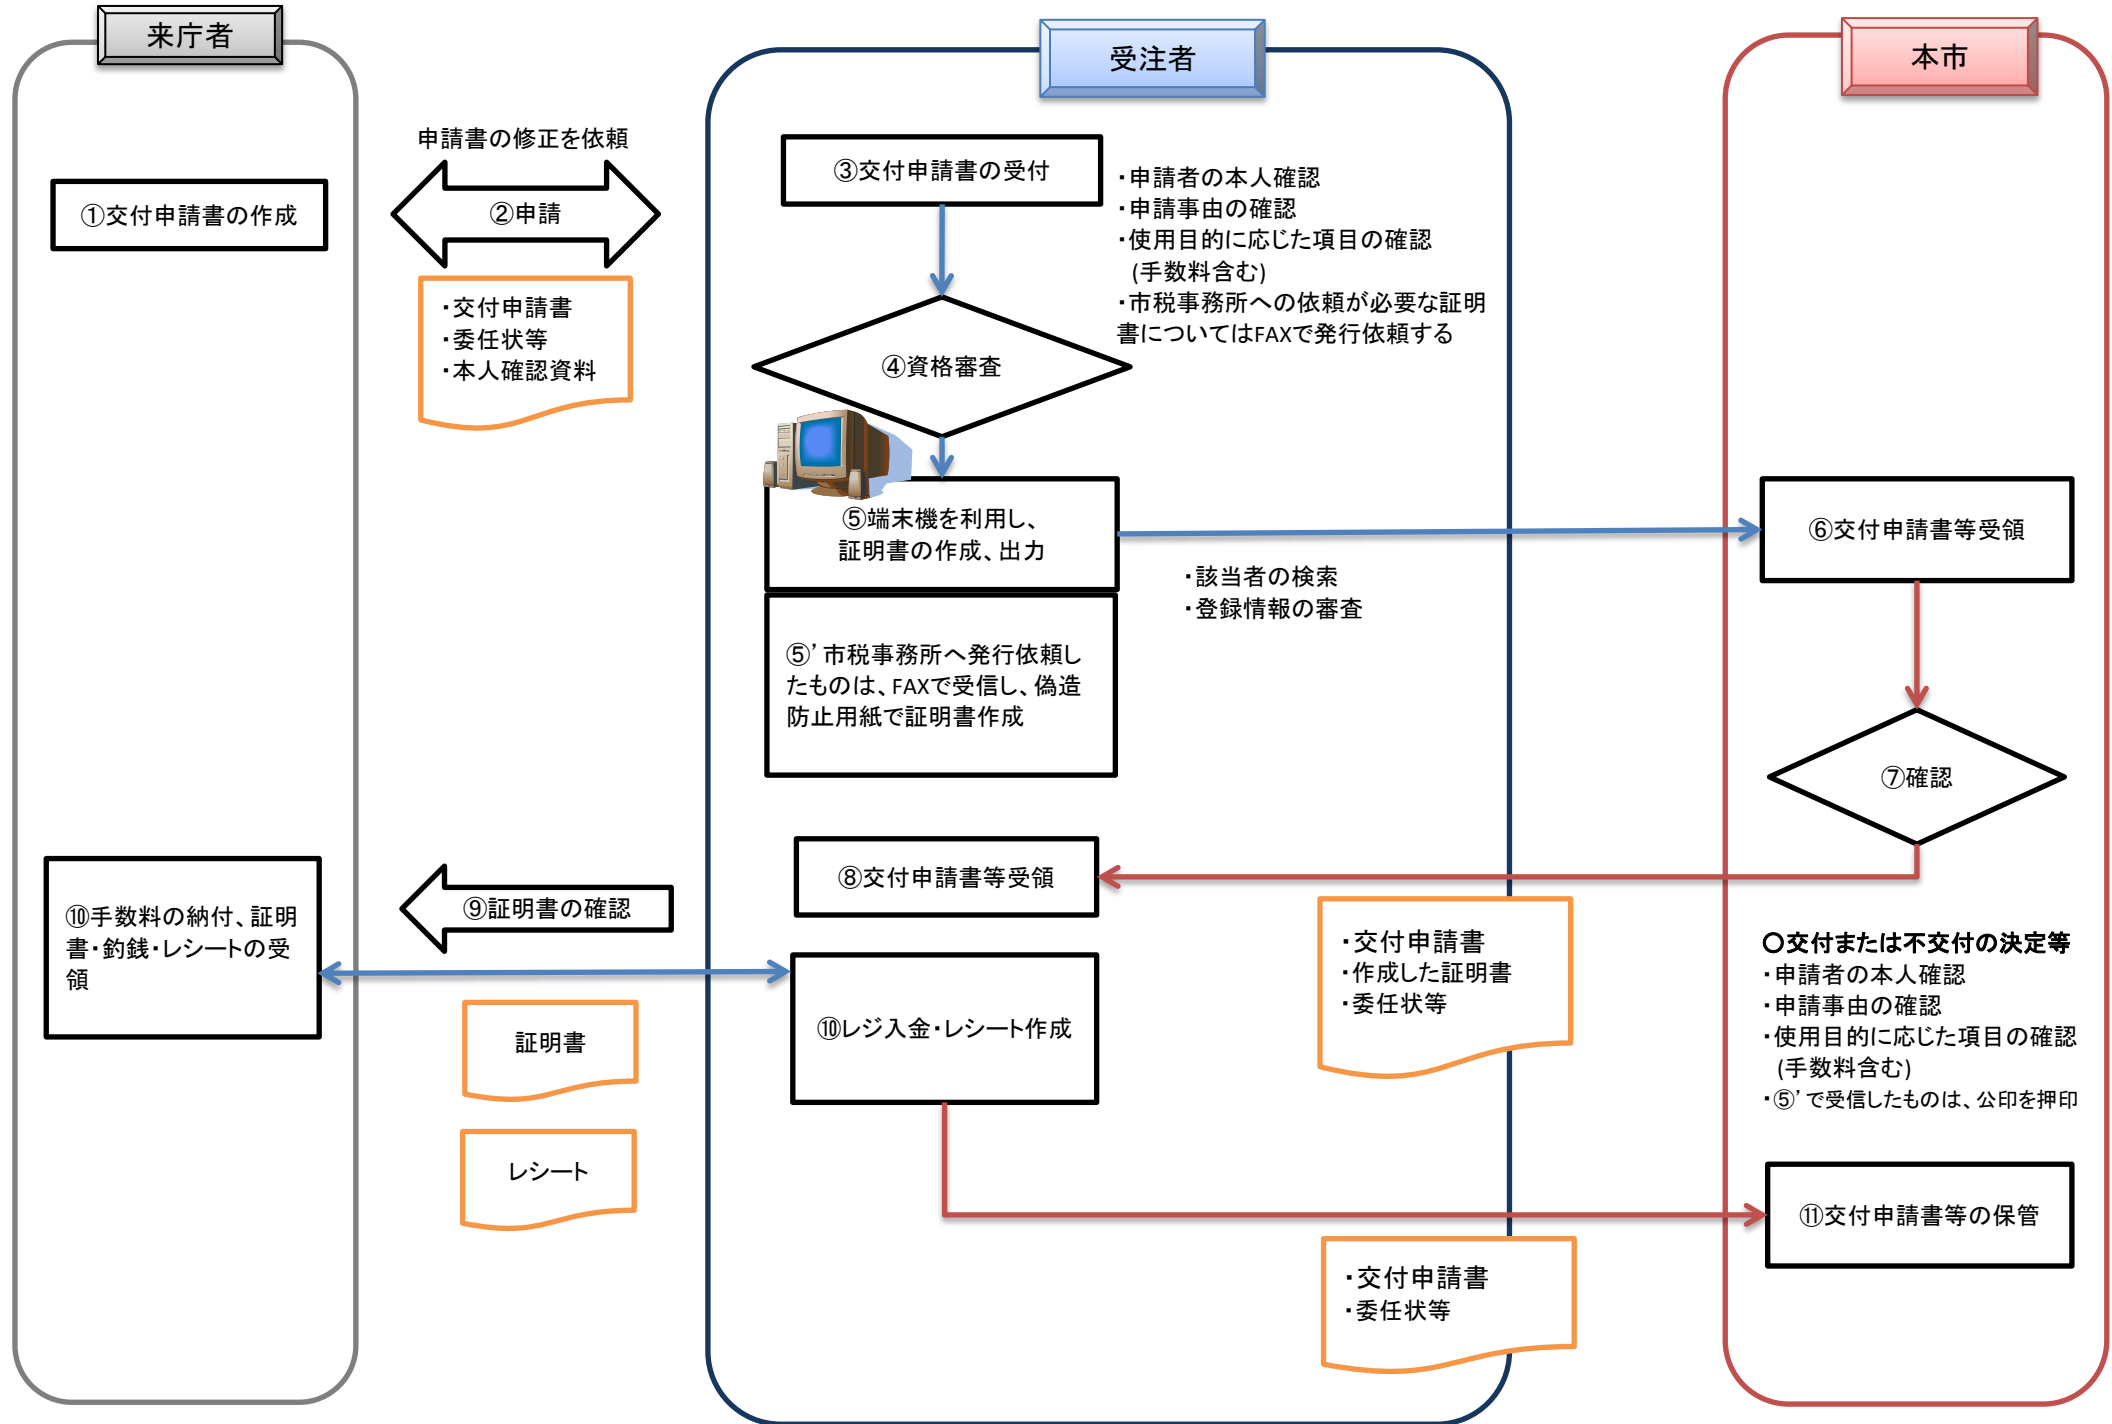 来庁者
受注者
本市
申請書の修正を依頼
①交付申請書の作成
②申請
・交付申請書
・委任状等
・本人確認資料
③交付申請書の受付
・申請者の本人確認
・申請事由の確認
・使用目的に応じた項目の確認
(手数料含む)
・市税事務所への依頼が必要な証明
書についてはFAXで発行依頼する
④資格審査
⑤端末機を利用し、
証明書の作成、出力
・該当者の検索
・登録情報の審査
⑤’市税事務所へ発行依頼し
たものは、FAXで受信し、偽造
防止用紙で証明書作成
⑥交付申請書等受領
⑦確認
⑧交付申請書等受領
・交付申請書
・作成した証明書
・委任状等
○交付または不交付の決定等
・申請者の本人確認
・申請事由の確認
・使用目的に応じた項目の確認
(手数料含む)
・⑤’で受信したものは、公印を押印
⑨証明書の確認
⑩手数料の納付、証明
書・釣銭・レシートの受
領
証明書
レシート
⑩レジ入金・レシート作成
⑪交付申請書等の保管
・交付申請書
・委任状等